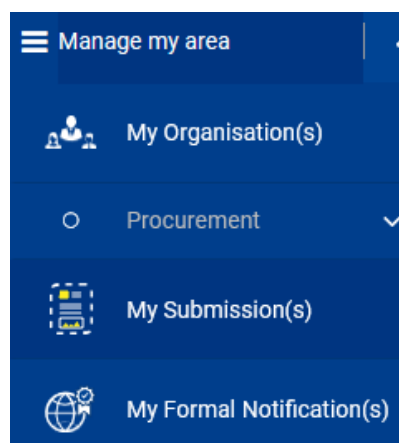 Manage my area
My Organisation(s)
Procurement
My Submission(s)
My Formal Notification(s)